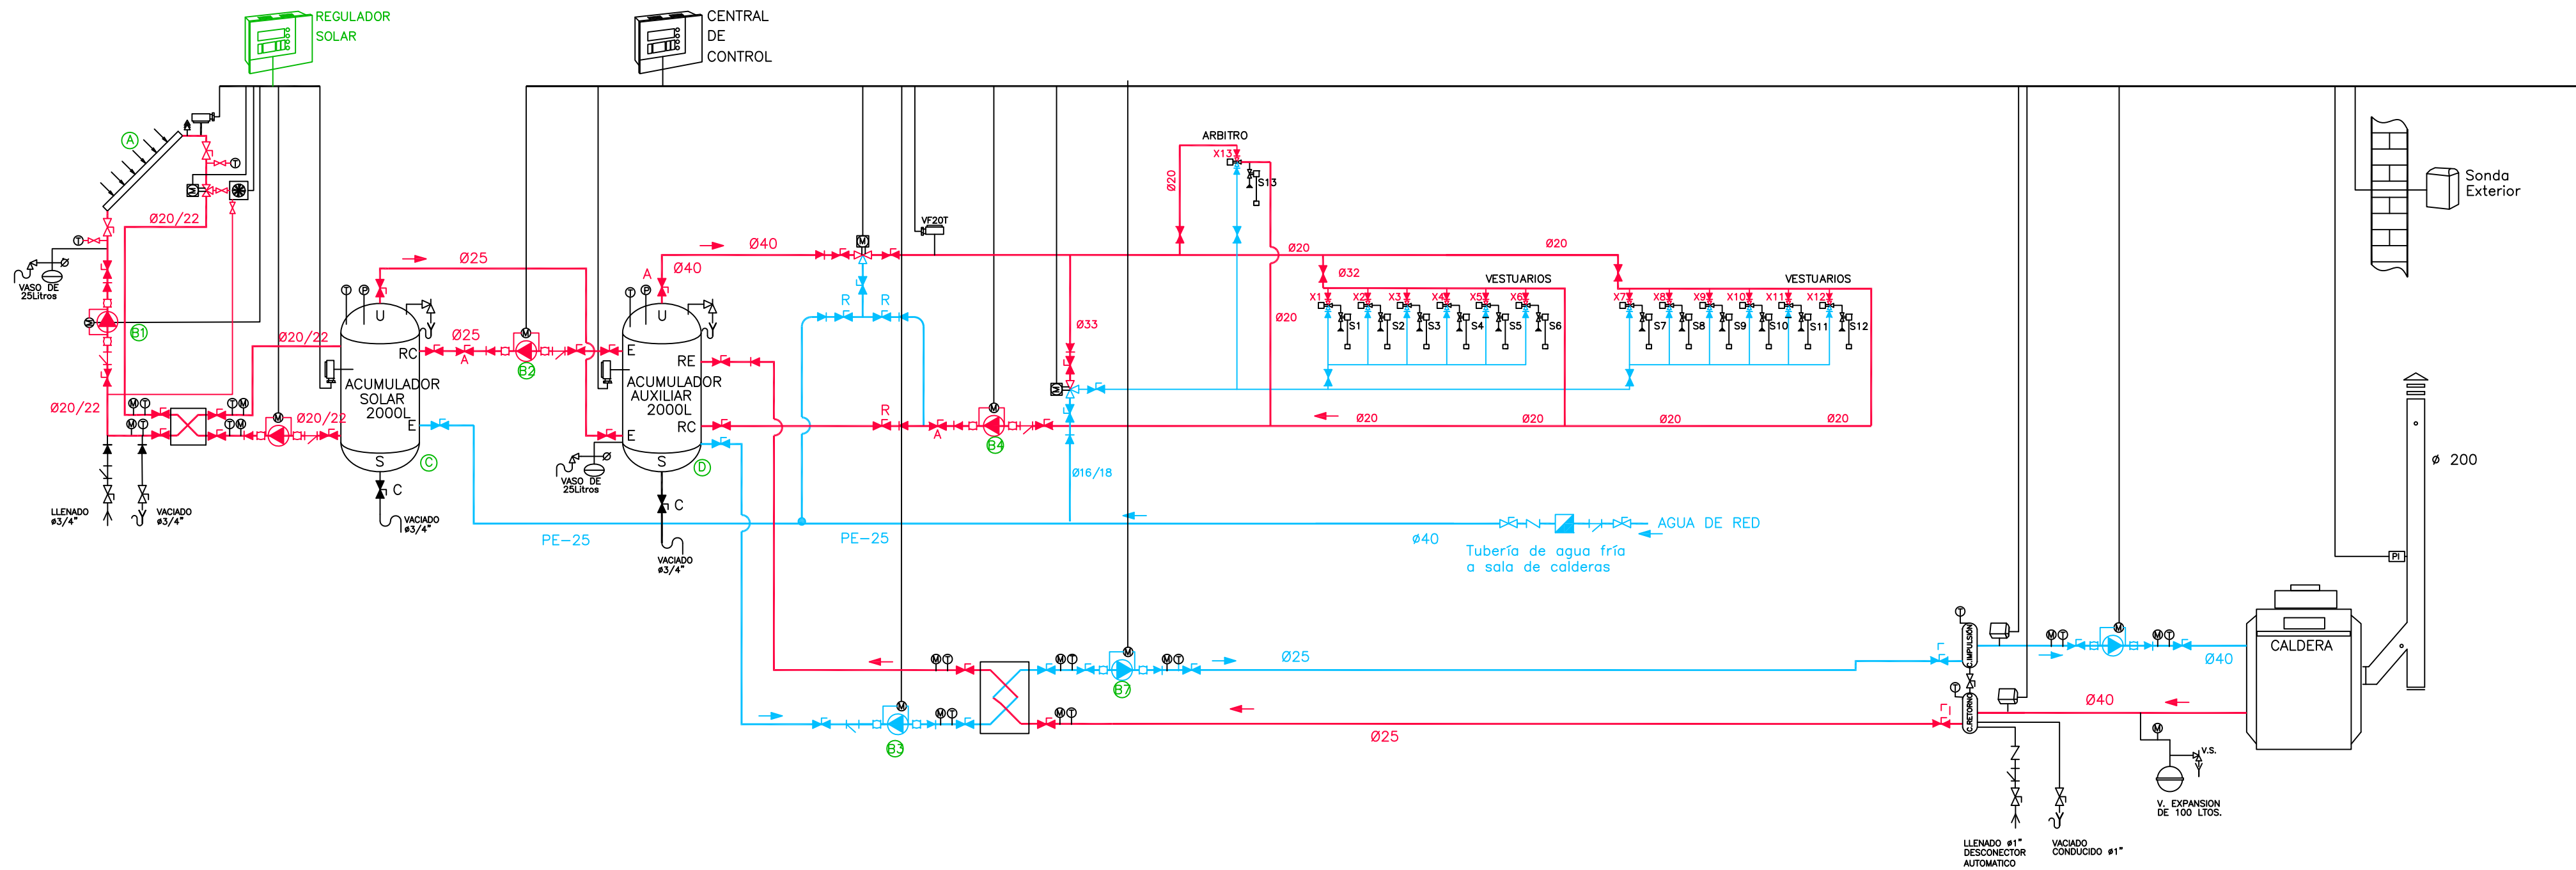 REGULADOR
SOLAR
CENTRAL
DE
CONTROL
A
M
T
Ø20/22
T
VASO DE
25Litros
M
B1
Ø20/22
Ø20/22
M T
T M
M T
T M
M
Ø20/22
LLENADO
ø3/4"
VACIADO
ø3/4"
T P
U
RC
ACUMULADOR
SOLAR
2000L
E
S
C
C
VACIADO
ø3/4"
Ø25
Ø25
A
M
B2
A
Ø40
Ø40
T P
U
E
RE
ACUMULADOR
AUXILIAR
2000L
RC
E
S
D
C
VASO DE
25Litros
VACIADO
ø3/4"
PE-25
PE-25
M
R R
R
VF20T
A
M
B4
Ø33
M
Ø16/18
ARBITRO
X13
S13
Ø20
Ø20
Ø20
Ø20
Ø32
VESTUARIOS
X1 X2 X3 X4 X5 X6
S1 S2 S3 S4 S5 S6
VESTUARIOS
X7 X8 X9 X10 X11 X12
S7 S8 S9 S10 S11 S12
Ø20 Ø20 Ø20 Ø20
AGUA DE RED
Ø40
Tubería de agua fría
a sala de calderas
Sonda
Exterior
ø 200
PI
M T
M T
M
B7
M T
Ø25
M
B3
M T
M T
Ø25
T
C.IMPULSIÓN
T
C.RETORNO
M T
M
M T
Ø40
CALDERA
Ø40
M
V.S.
V. EXPANSION
DE 100 LTOS.
LLENADO ø1"
DESCONECTOR
AUTOMATICO
VACIADO
CONDUCIDO ø1"